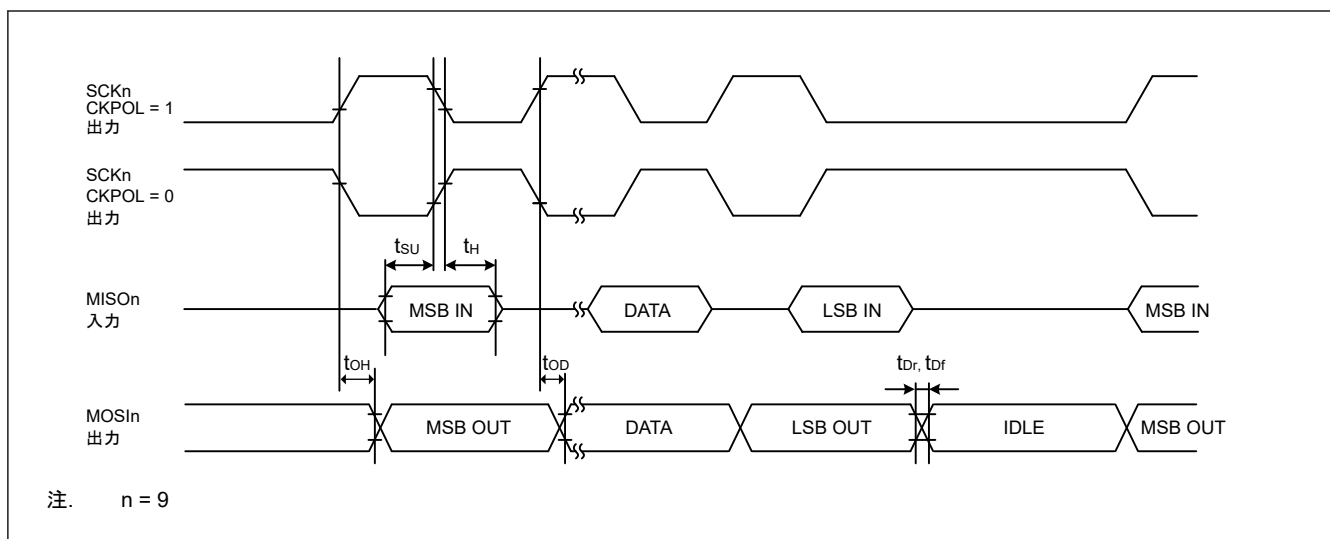 SCKn
CKPOL = 1
出力
SCKn
CKPOL = 0
出力
tSU
tH
MISOn
入力
MSB IN
DATA
LSB IN
MSB IN
tOH
tOD
tDr, tDf
MOSIn
出力
MSB OUT
DATA
LSB OUT
IDLE
MSB OUT
注. n = 9